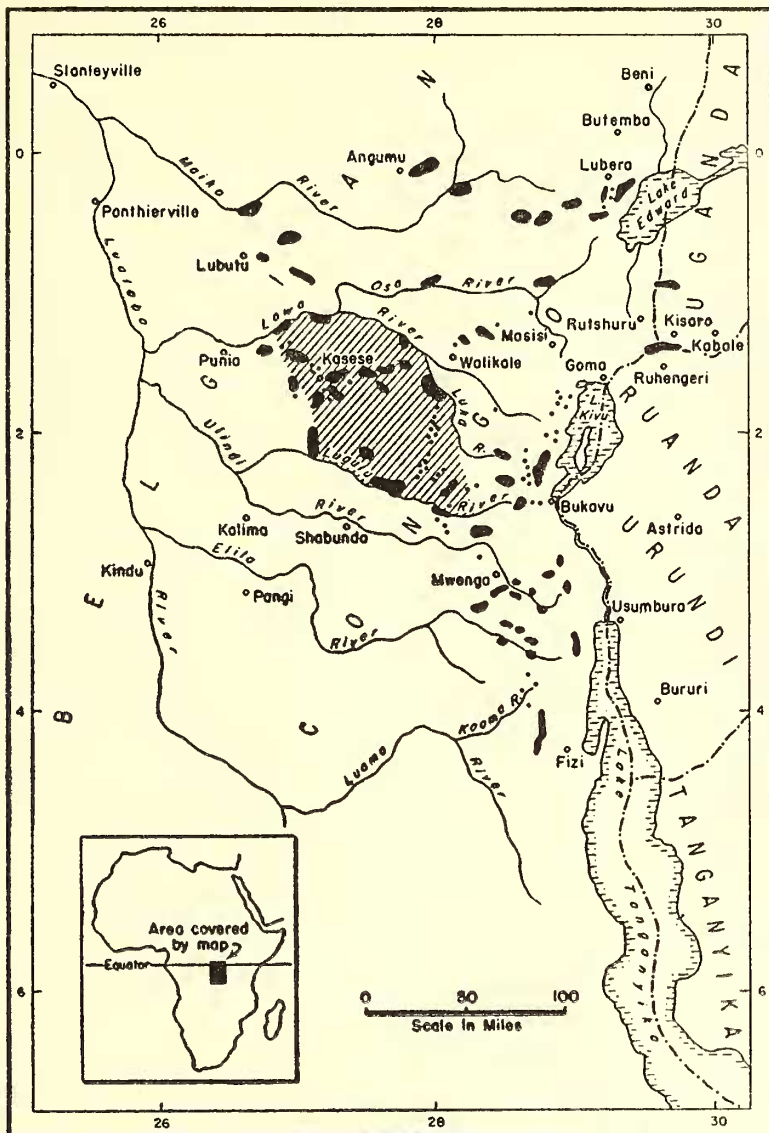 26 28 30
Stanleyville
Beni
Butemba
0 0
Angumu
Lubero
Maiko River
Lake Edward
UGANDA
Ponthierville
Lualaba River
Lubutu
Oso River
Lowa River
Masisi
Rutshuru
Kisoro
Kabale
Punia
Kasese
Walikale
Goma
Ruhengeri
Luka R.
L. Kivu
2 2
Ulindi River
Lugulu River
Bukavu
RUANDA
URUNDI
Kalima
Shabunda
Astrida
Elila River
Kindu
Pangi
Mwenga
Usumbura
BELGIAN
CONGO
4 4
Bururi
Kaama R.
Luama River
Fizi
Lake Tanganyika
TANGANYIKA
Area covered
by map
Equator
6 6
0 50 100
Scale In Miles
26 28 30